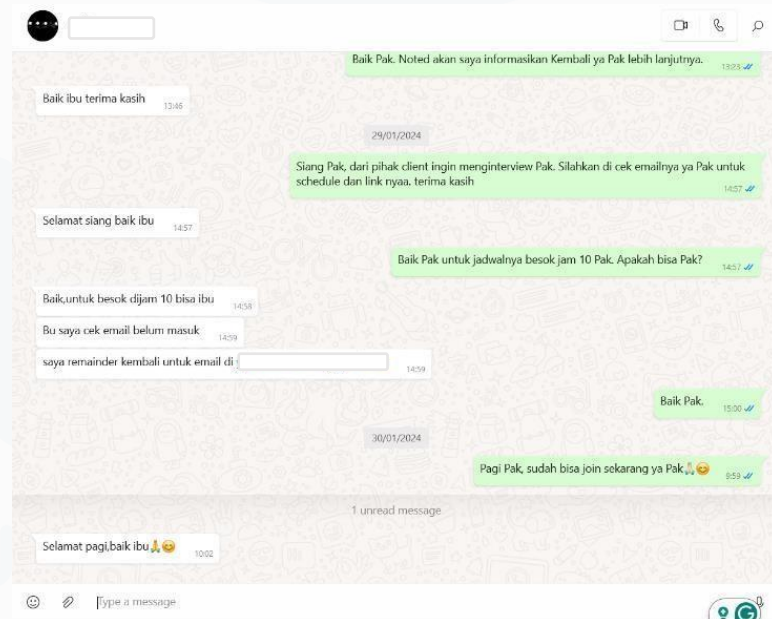 Baik Pak. Noted akan saya informasikan Kembali ya Pak lebih lanjutnya. 13:23
Baik ibu terima kasih 13:46
29/01/2024
Siang Pak, dari pihak client ingin menginterview Pak. Silahkan di cek emailnya ya Pak untuk
schedule dan link nyaa. terima kasih 14:57
Selamat siang baik ibu 14:57
Baik Pak untuk jadwalnya besok jam 10 Pak. Apakah bisa Pak? 14:57
Baik,untuk besok dijam 10 bisa ibu 14:58
Bu saya cek email belum masuk 14:59
saya remainder kembali untuk email di 14:59
Baik Pak. 15:00
30/01/2024
Pagi Pak, sudah bisa join sekarang ya Pak🙏😊 9:59
1 unread message
Selamat pagi,baik ibu🙏😊 10:02
Type a message